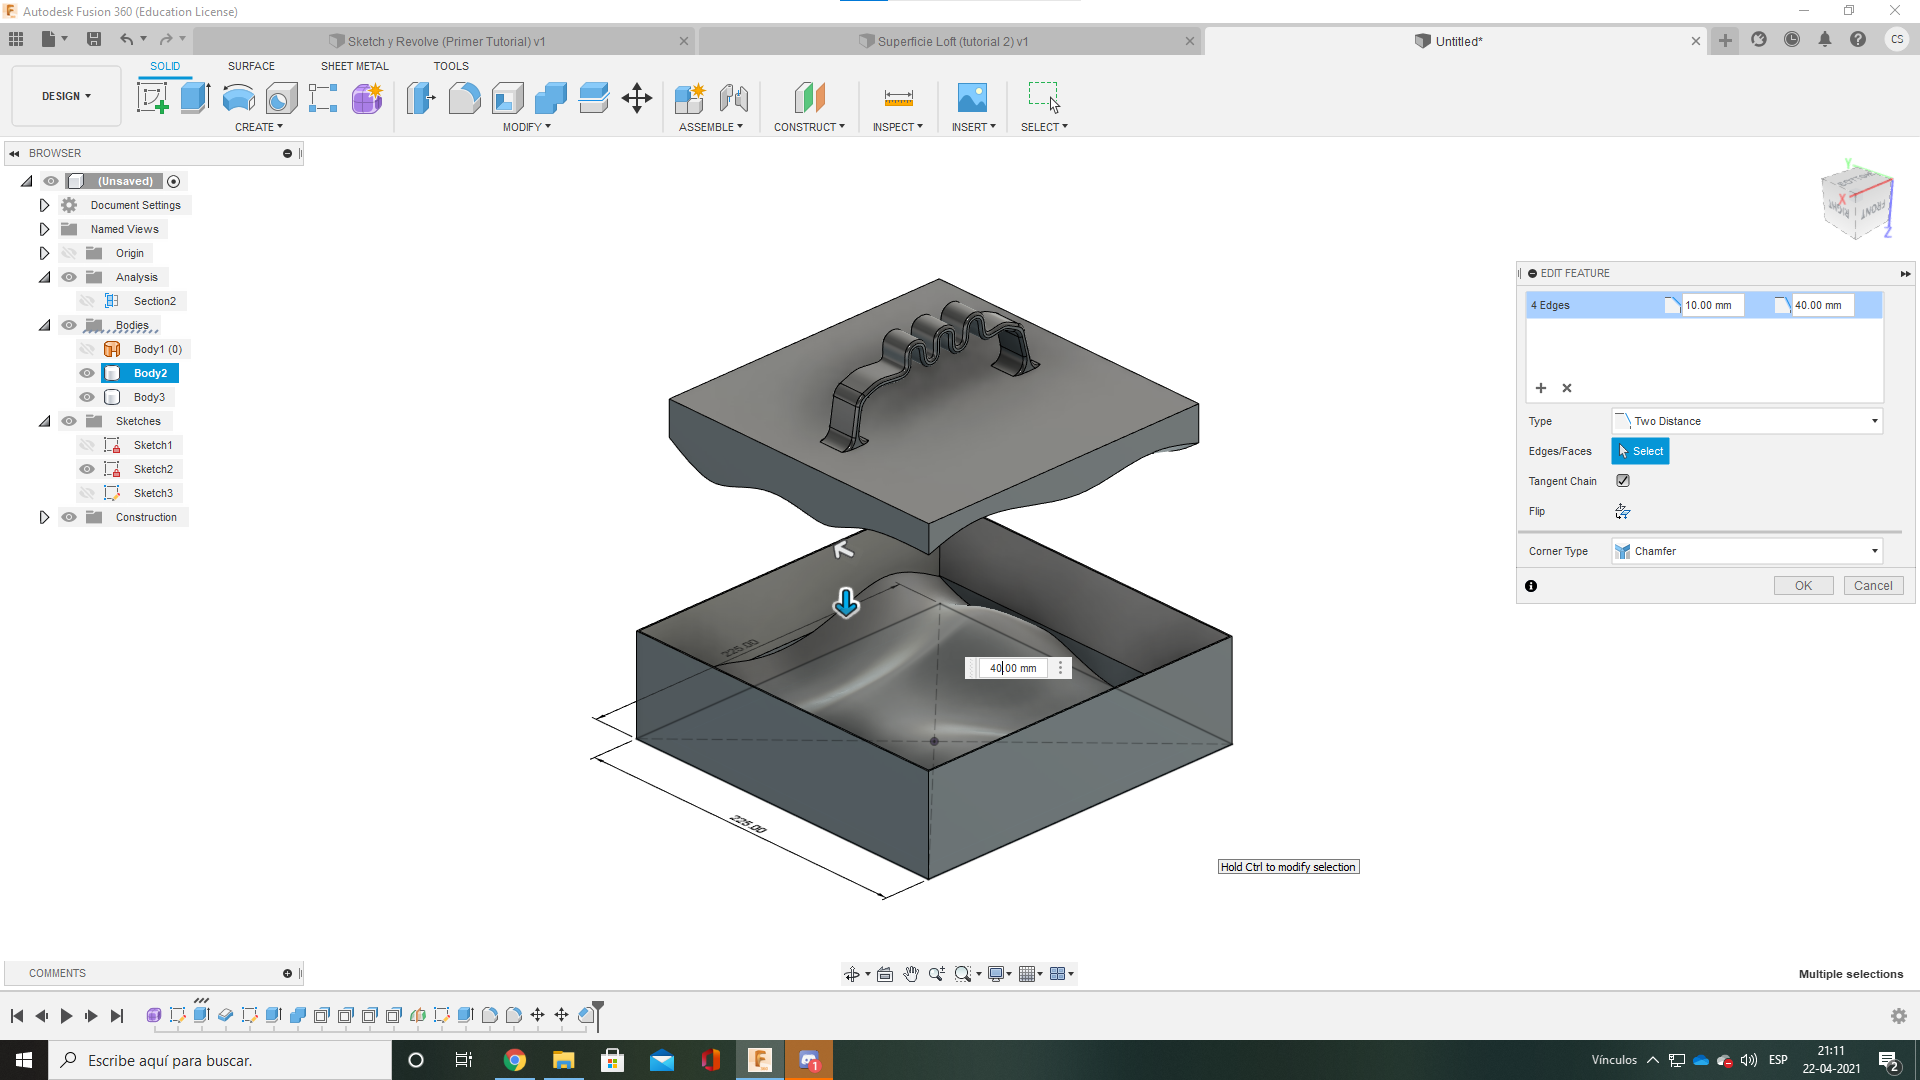 Autodesk Fusion 360 (Education License)
Sketch y Revolve (Primer Tutorial) v1
Superficie Loft (tutorial 2) v1
Untitled*
CS
SOLID
SURFACE
SHEET METAL
TOOLS
DESIGN
CREATE
MODIFY
ASSEMBLE
CONSTRUCT
INSPECT
INSERT
SELECT
BROWSER
(Unsaved)
Document Settings
Named Views
Origin
Analysis
Section2
Bodies
Body1 (0)
Body2
Body3
Sketches
Sketch1
Sketch2
Sketch3
Construction
Y
BOTTOM
X
RIGHT
FRONT
Z
EDIT FEATURE
4 Edges
10.00 mm
40.00 mm
Type
Two Distance
Edges/Faces
Select
Tangent Chain
Flip
Corner Type
Chamfer
OK
Cancel
225.00
40.00 mm
225.00
Hold Ctrl to modify selection
COMMENTS
Multiple selections
Escribe aquí para buscar.
1
Vínculos
ESP
21:11
22-04-2021
2